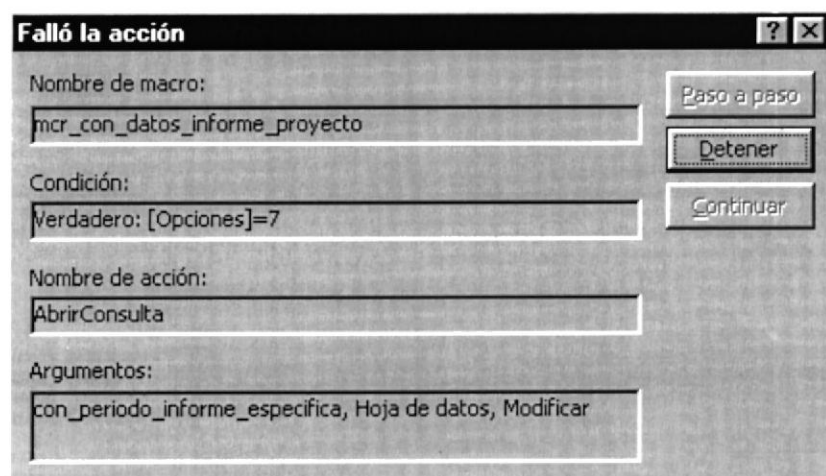 Falló la acción
Nombre de macro:
mcr_con_datos_informe_proyecto
Paso a paso
Detener
Condición:
Verdadero: [Opciones]=7
Continuar
Nombre de acción:
AbrirConsulta
Argumentos:
con_periodo_informe_especifica, Hoja de datos, Modificar